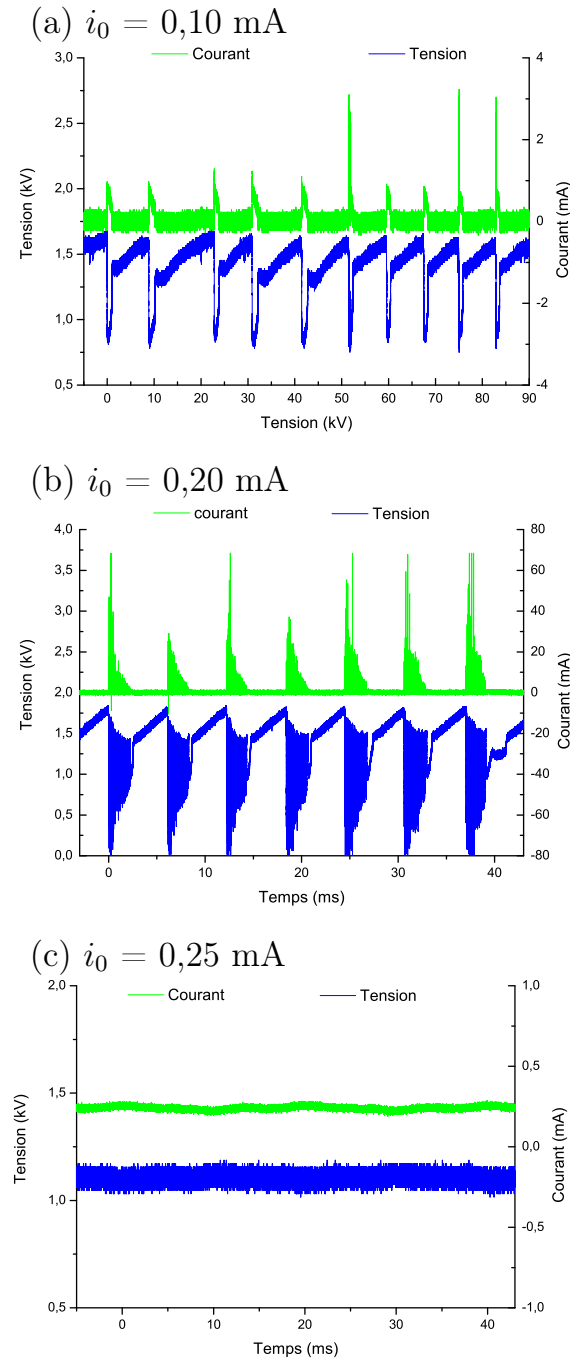 (a) i₀ = 0,10 mA
Courant Tension
Tension (kV)
3,0
2,5
2,0
1,5
1,0
0,5
4
2
0
-2
-4
Courant (mA)
0 10 20 30 40 50 60 70 80 90
Tension (kV)
(b) i₀ = 0,20 mA
courant Tension
Tension (kV)
4,0
3,5
3,0
2,5
2,0
1,5
1,0
0,5
0,0
80
60
40
20
0
-20
-40
-60
-80
Courant (mA)
0 10 20 30 40
Temps (ms)
(c) i₀ = 0,25 mA
Courant Tension
Tension (kV)
2,0
1,5
1,0
0,5
1,0
0,5
0,0
-0,5
-1,0
Courant (mA)
0 10 20 30 40
Temps (ms)